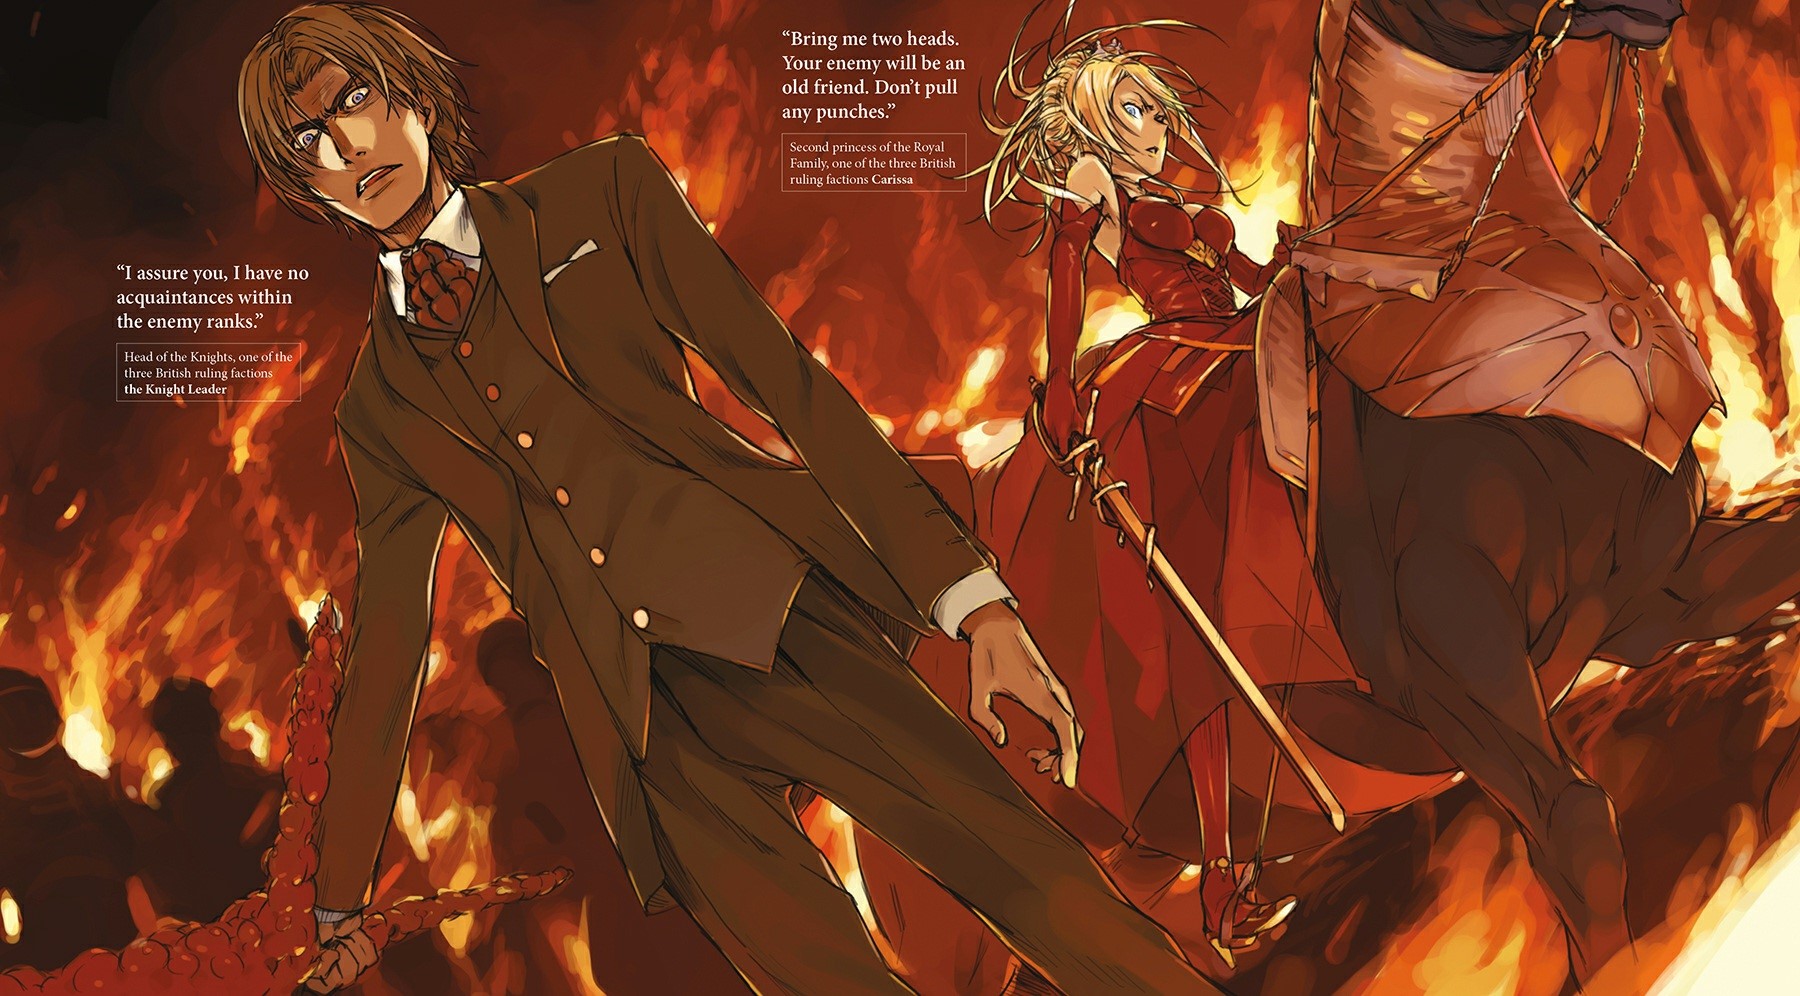 “Bring me two heads.
Your enemy will be an
old friend. Don’t pull
any punches.”
Second princess of the Royal
Family, one of the three British
ruling factions Carissa
“I assure you, I have no
acquaintances within
the enemy ranks.”
Head of the Knights, one of the
three British ruling factions
the Knight Leader